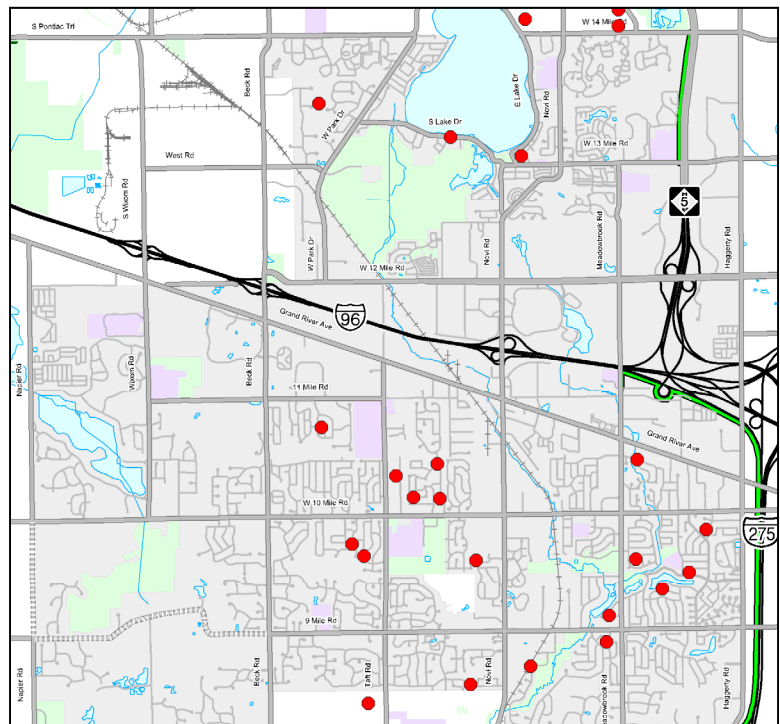 S Pontiac Trl
W 14 Mile Rd
Beck Rd
W Park Dr
S Lake Dr
E Lake Dr
Novi Rd
W 13 Mile Rd
West Rd
S Wixom Rd
5
W Park Dr
W 12 Mile Rd
Novi Rd
Meadowbrook Rd
Haggerty Rd
96
Grand River Ave
Napier Rd
Wixom Rd
Beck Rd
11 Mile Rd
Grand River Ave
W 10 Mile Rd
275
9 Mile Rd
Napier Rd
Beck Rd
Taft Rd
Novi Rd
adowbrook Rd
Haggerty Rd